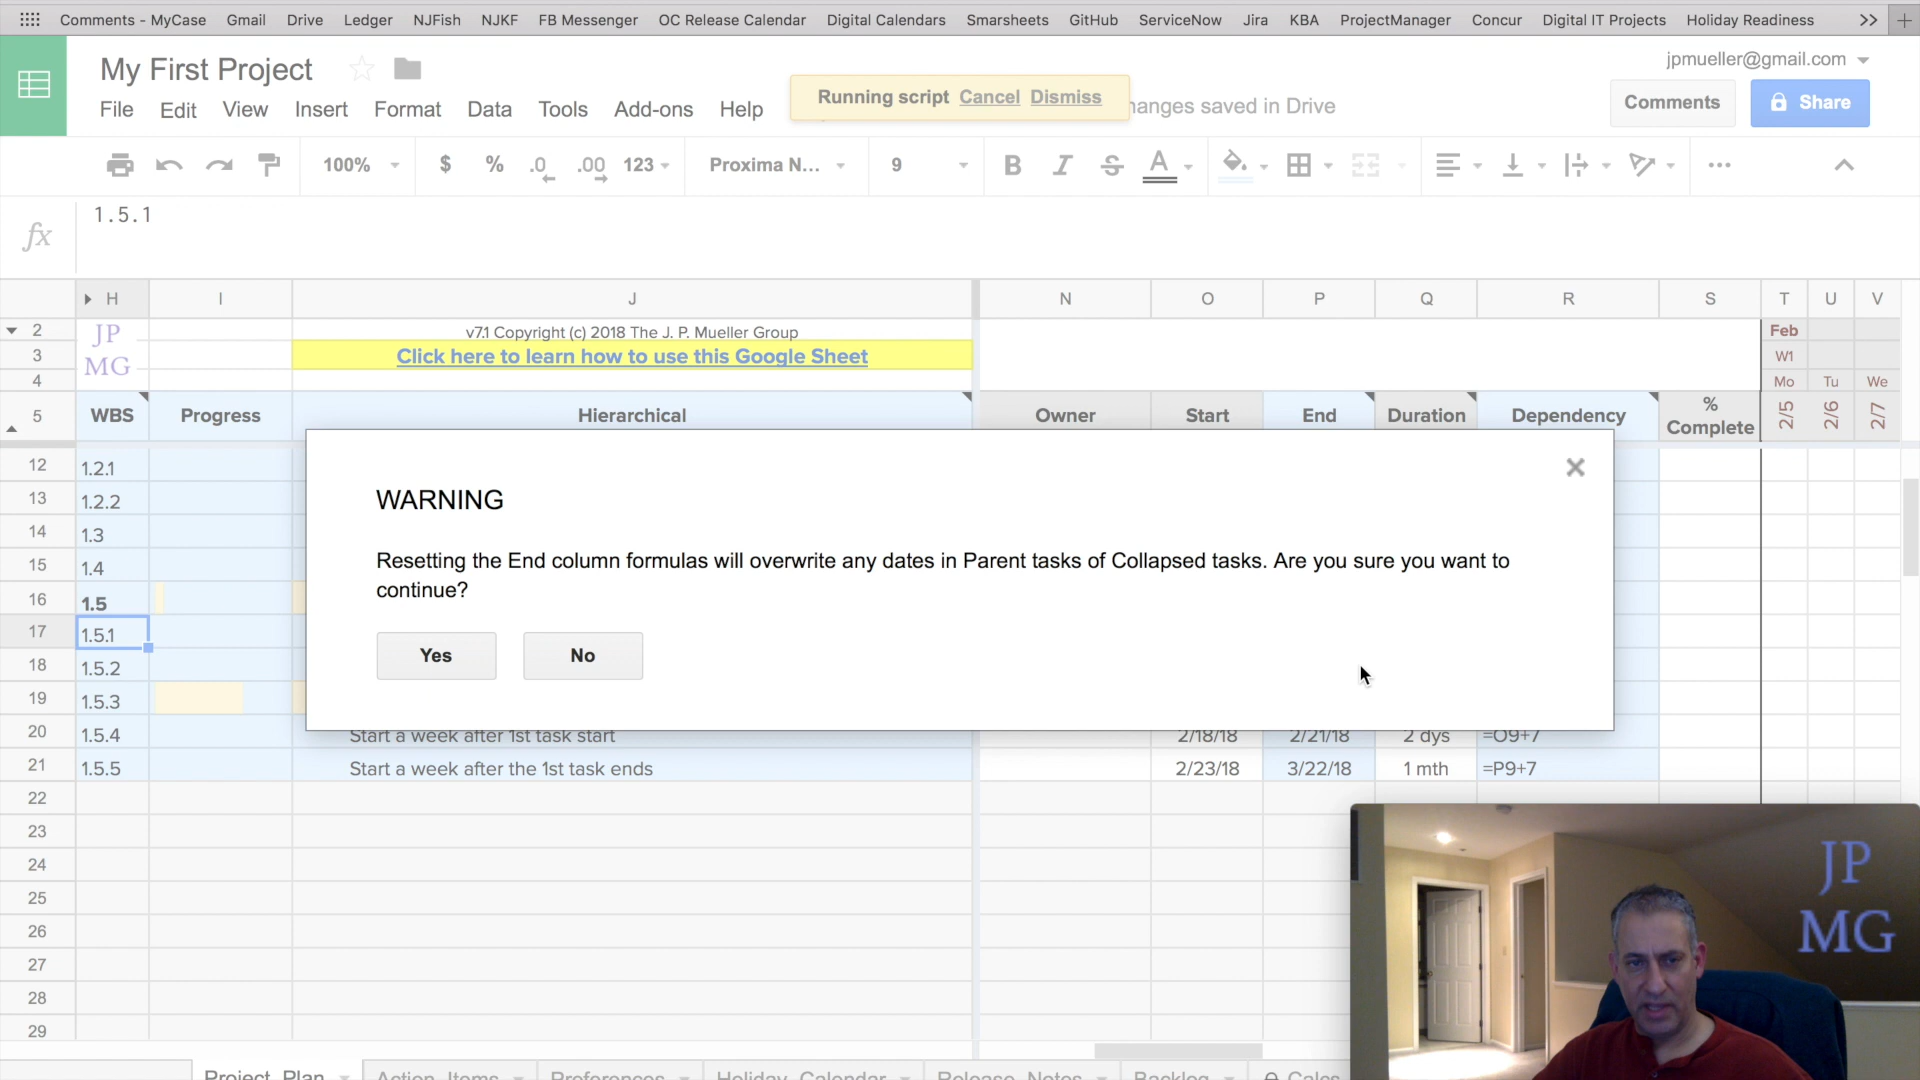 Comments - MyCase Gmail Drive Ledger NJFish NJKF FB Messenger OC Release Calendar Digital Calendars Smarsheets GitHub ServiceNow Jira KBA ProjectManager Concur Digital IT Projects Holiday Readiness >> +
My First Project
jpmueller@gmail.com
File Edit View Insert Format Data Tools Add-ons Help
Running script Cancel Dismiss
hanges saved in Drive
Comments Share
100% $ % .0 .00 123 Proxima N... 9 B I S A
fx 1.5.1
H I J N O P Q R S T U V
2 v7.1 Copyright (c) 2018 The J. P. Mueller Group Feb
JP
MG
3 Click here to learn how to use this Google Sheet W1
4 Mo Tu We
5 WBS Progress Hierarchical Owner Start End Duration Dependency % Complete 2/5 2/6 2/7
12 1.2.1
13 1.2.2
14 1.3
15 1.4
16 1.5
17 1.5.1
18 1.5.2
19 1.5.3
20 1.5.4 Start a week after 1st task start 2/18/18 2/21/18 2 dys =O9+7
21 1.5.5 Start a week after the 1st task ends 2/23/18 3/22/18 1 mth =P9+7
22
23
24
25
26
27
28
29
WARNING
Resetting the End column formulas will overwrite any dates in Parent tasks of Collapsed tasks. Are you sure you want to
continue?
Yes No
JP
MG
Project_Plan Action_Items Preferences Holiday_Calendar Release_Notes Backlog Calcs